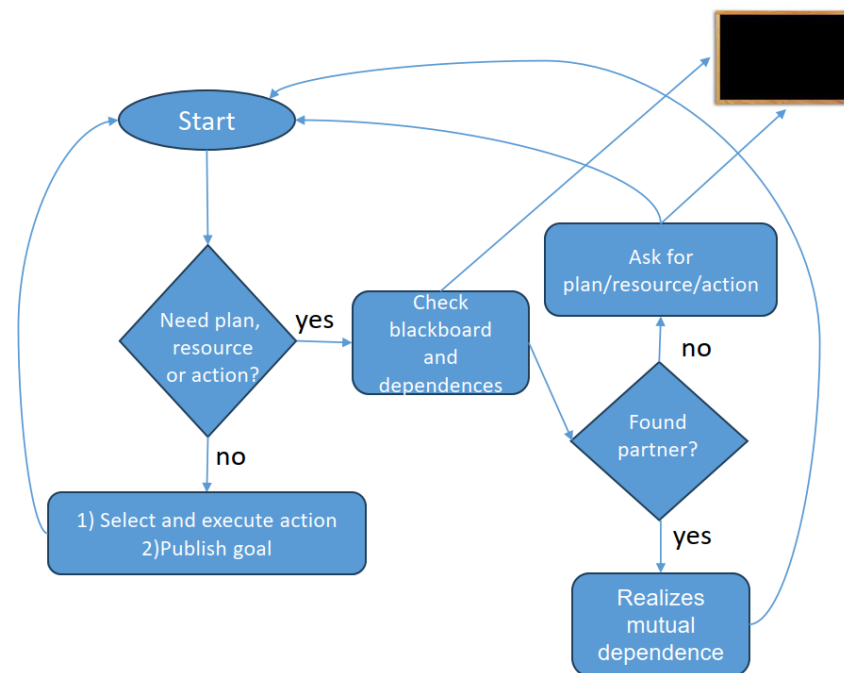 Start
Need plan,
resource
or action?
yes
Check
blackboard
and
dependences
Ask for
plan/resource/action
no
Found
partner?
no
1) Select and execute action
2)Publish goal
yes
Realizes
mutual
dependence